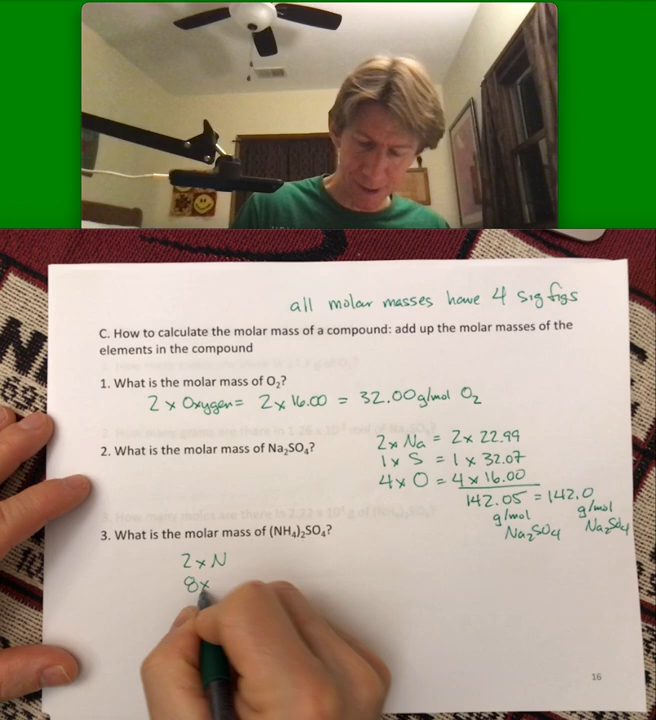 all molar masses have 4 sig figs
C. How to calculate the molar mass of a compound: add up the molar masses of the
elements in the compound
1. What is the molar mass of O₂?
2 x Oxygen = 2 x 16.00 = 32.00 g/mol O₂
2. What is the molar mass of Na₂SO₄?
2 x Na = 2 x 22.99
1 x S = 1 x 32.07
4 x O = 4 x 16.00
142.05 = 142.0
g/mol g/mol
Na₂SO₄ Na₂SO₄
3. What is the molar mass of (NH₄)₂SO₄?
2 x N
8x
16